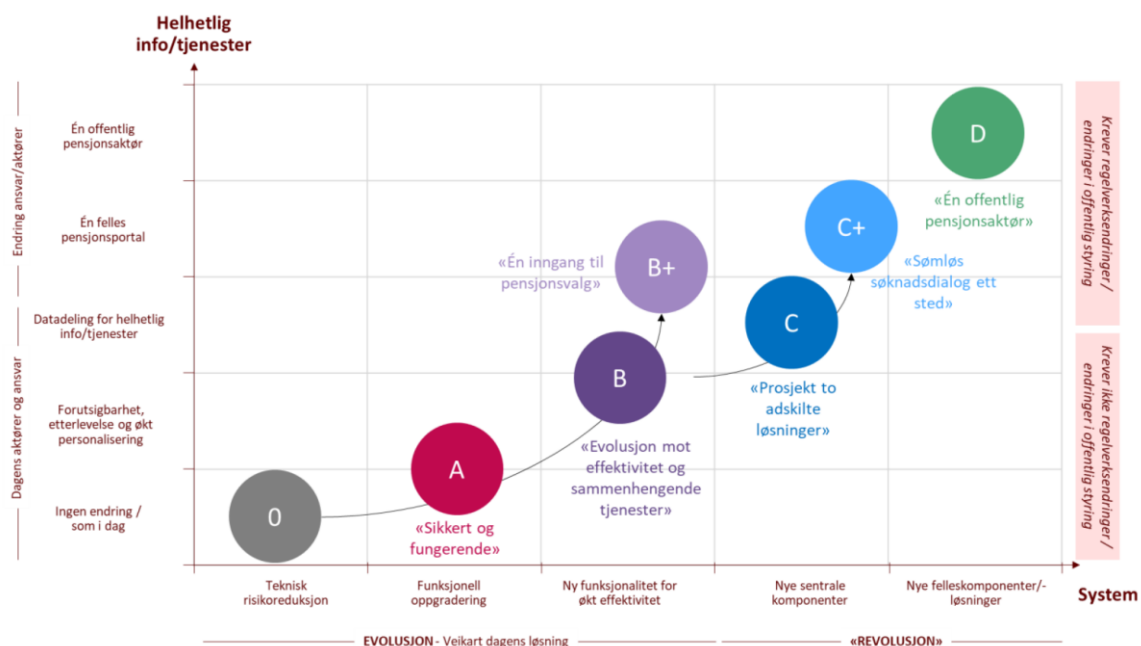 Helhetlig
info/tjenester
Endring ansvar/aktører
Dagens aktører og ansvar
Én offentlig
pensjonsaktør
Én felles
pensjonsportal
Datadeling for helhetlig
info/tjenester
Forutsigbarhet,
etterlevelse og økt
personalisering
Ingen endring /
som i dag
D
«Én offentlig
pensjonsaktør»
C+
«Sømløs
søknadsdialog ett
sted»
«Én inngang til
pensjonsvalg»
B+
C
«Prosjekt to
adskilte
løsninger»
B
«Evolusjon mot
effektivitet og
sammenhengende
tjenester»
A
«Sikkert og
fungerende»
0
Krever regelverksendringer /
endringer i offentlig styring
Krever ikke regelverksendringer /
endringer i offentlig styring
Teknisk
risikoreduksjon
Funksjonell
oppgradering
Ny funksjonalitet for
økt effektivitet
Nye sentrale
komponenter
Nye felleskomponenter/-
løsninger
System
EVOLUSJON - Veikart dagens løsning
«REVOLUSJON»